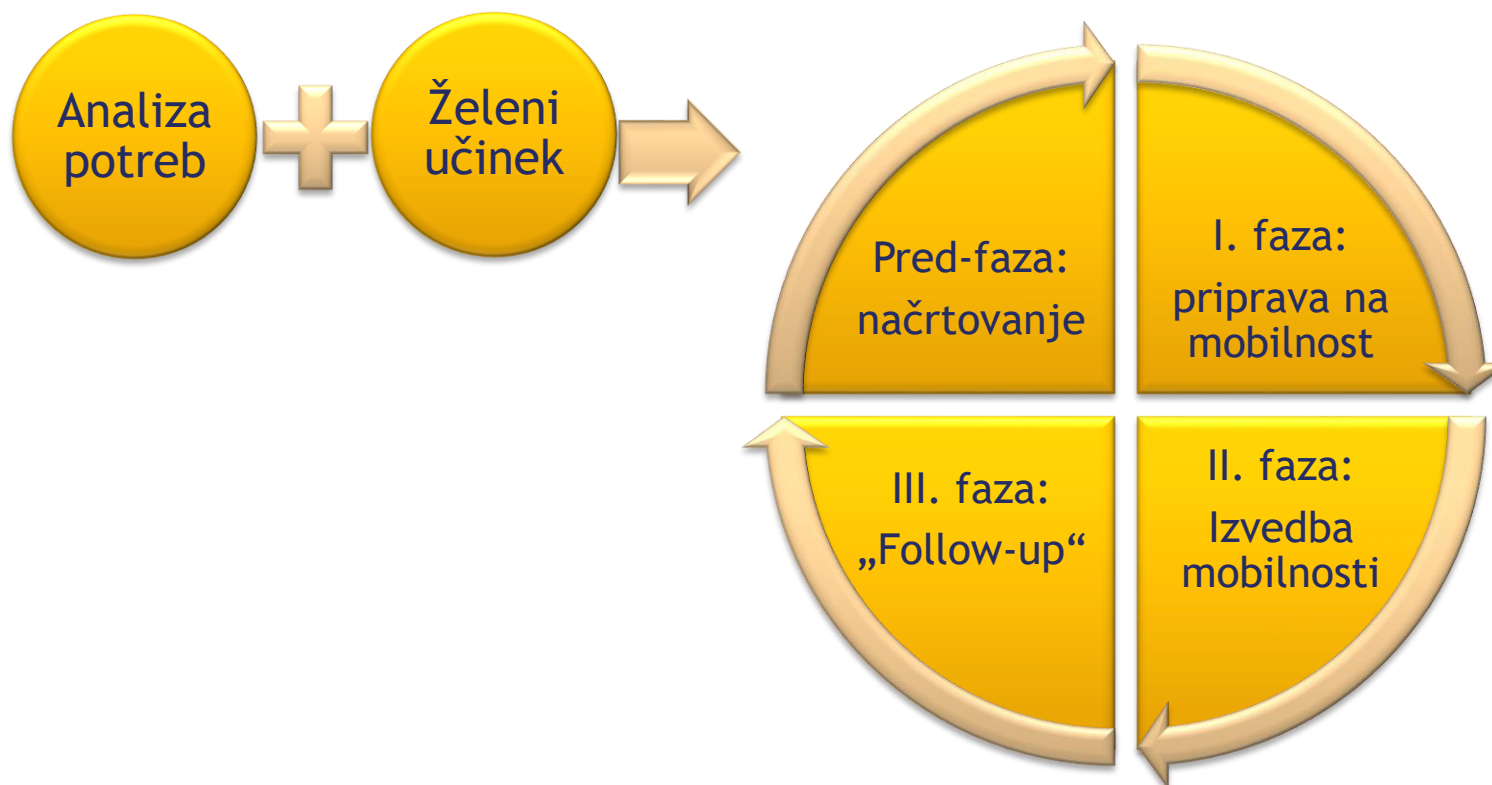 Analiza
potreb
Želeni
učinek
Pred-faza:
načrtovanje
I. faza:
priprava na
mobilnost
II. faza:
Izvedba
mobilnosti
III. faza:
„Follow-up“